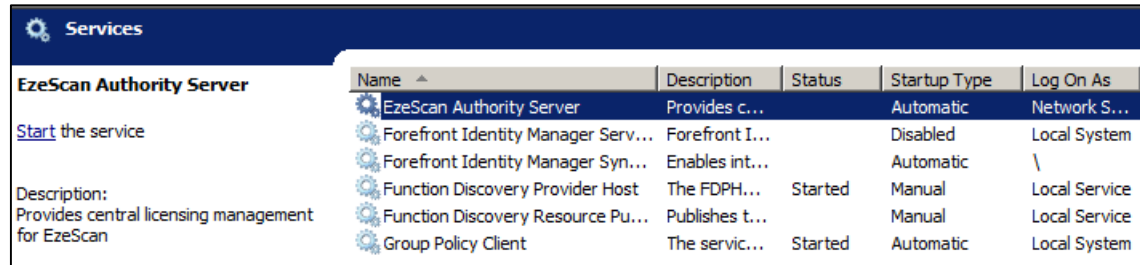 Services
EzeScan Authority Server
Start the service
Description:
Provides central licensing management
for EzeScan
Name Description Status Startup Type Log On As
EzeScan Authority Server Provides c... Automatic Network S...
Forefront Identity Manager Serv... Forefront I... Disabled Local System
Forefront Identity Manager Syn... Enables int... Automatic \
Function Discovery Provider Host The FDPH... Started Manual Local Service
Function Discovery Resource Pu... Publishes t... Manual Local Service
Group Policy Client The servic... Started Automatic Local System